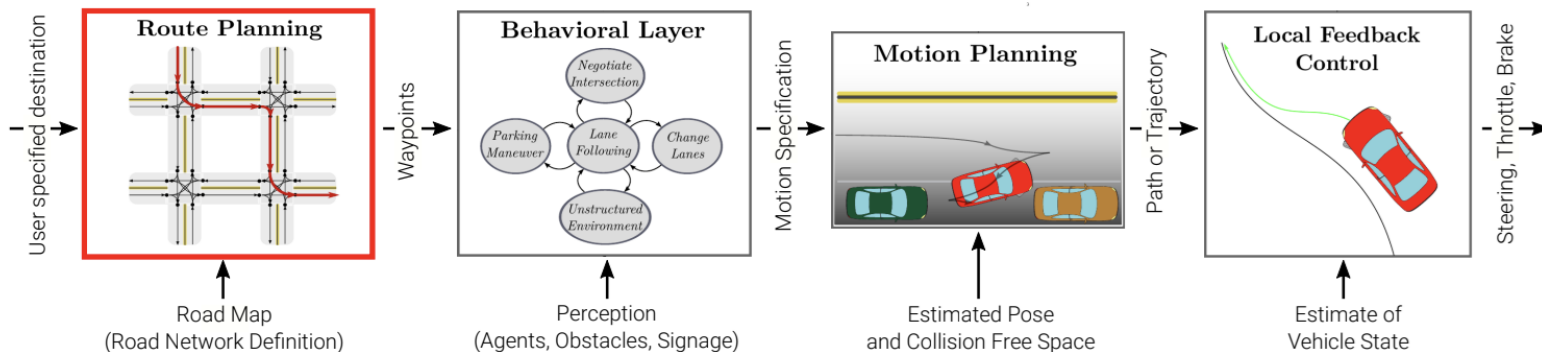 User specified destination
Route Planning
Road Map
(Road Network Definition)
Waypoints
Behavioral Layer
Negotiate
Intersection
Parking
Maneuver
Lane
Following
Change
Lanes
Unstructured
Environment
Perception
(Agents, Obstacles, Signage)
Motion Specification
Motion Planning
Estimated Pose
and Collision Free Space
Path or Trajectory
Local Feedback
Control
Estimate of
Vehicle State
Steering, Throttle, Brake